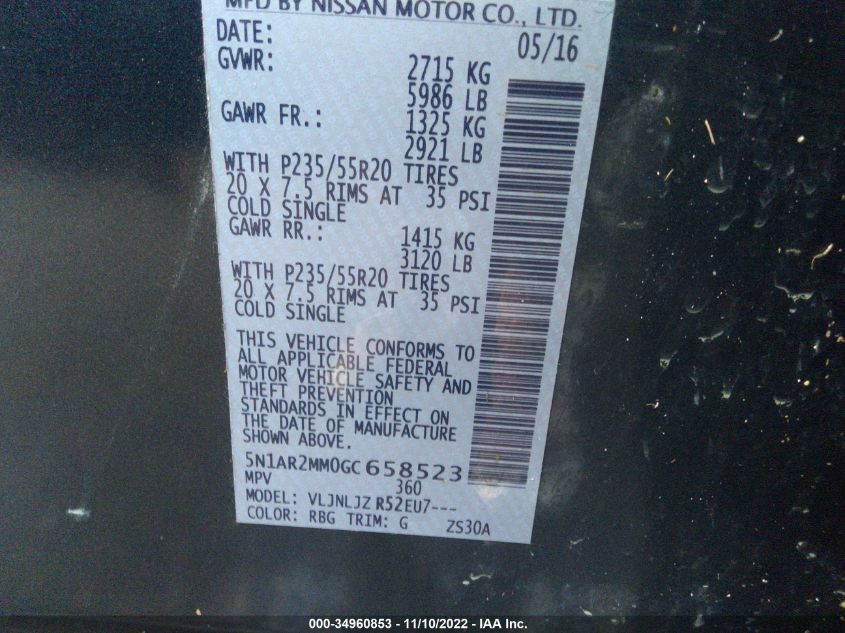 MFD BY NISSAN MOTOR CO., LTD.
DATE: 05/16
GVWR: 2715 KG
5986 LB
GAWR FR.: 1325 KG
2921 LB
WITH P235/55R20 TIRES
20 X 7.5 RIMS AT 35 PSI
COLD SINGLE
GAWR RR.: 1415 KG
3120 LB
WITH P235/55R20 TIRES
20 X 7.5 RIMS AT 35 PSI
COLD SINGLE
THIS VEHICLE CONFORMS TO
ALL APPLICABLE FEDERAL
MOTOR VEHICLE SAFETY AND
THEFT PREVENTION
STANDARDS IN EFFECT ON
THE DATE OF MANUFACTURE
SHOWN ABOVE.
5N1AR2MM0GC658523
MPV 360
MODEL: VLJNLJZ R52EU7---
COLOR: RBG TRIM: G ZS30A
000-34960853 - 11/10/2022 - IAA Inc.